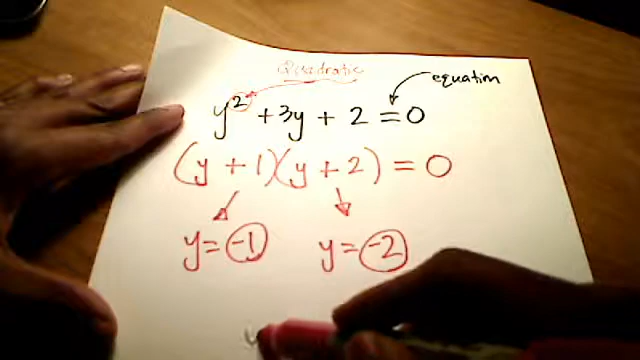 Quadratic
equation
y² + 3y + 2 = 0
(y + 1)(y + 2) = 0
y = -1 y = -2